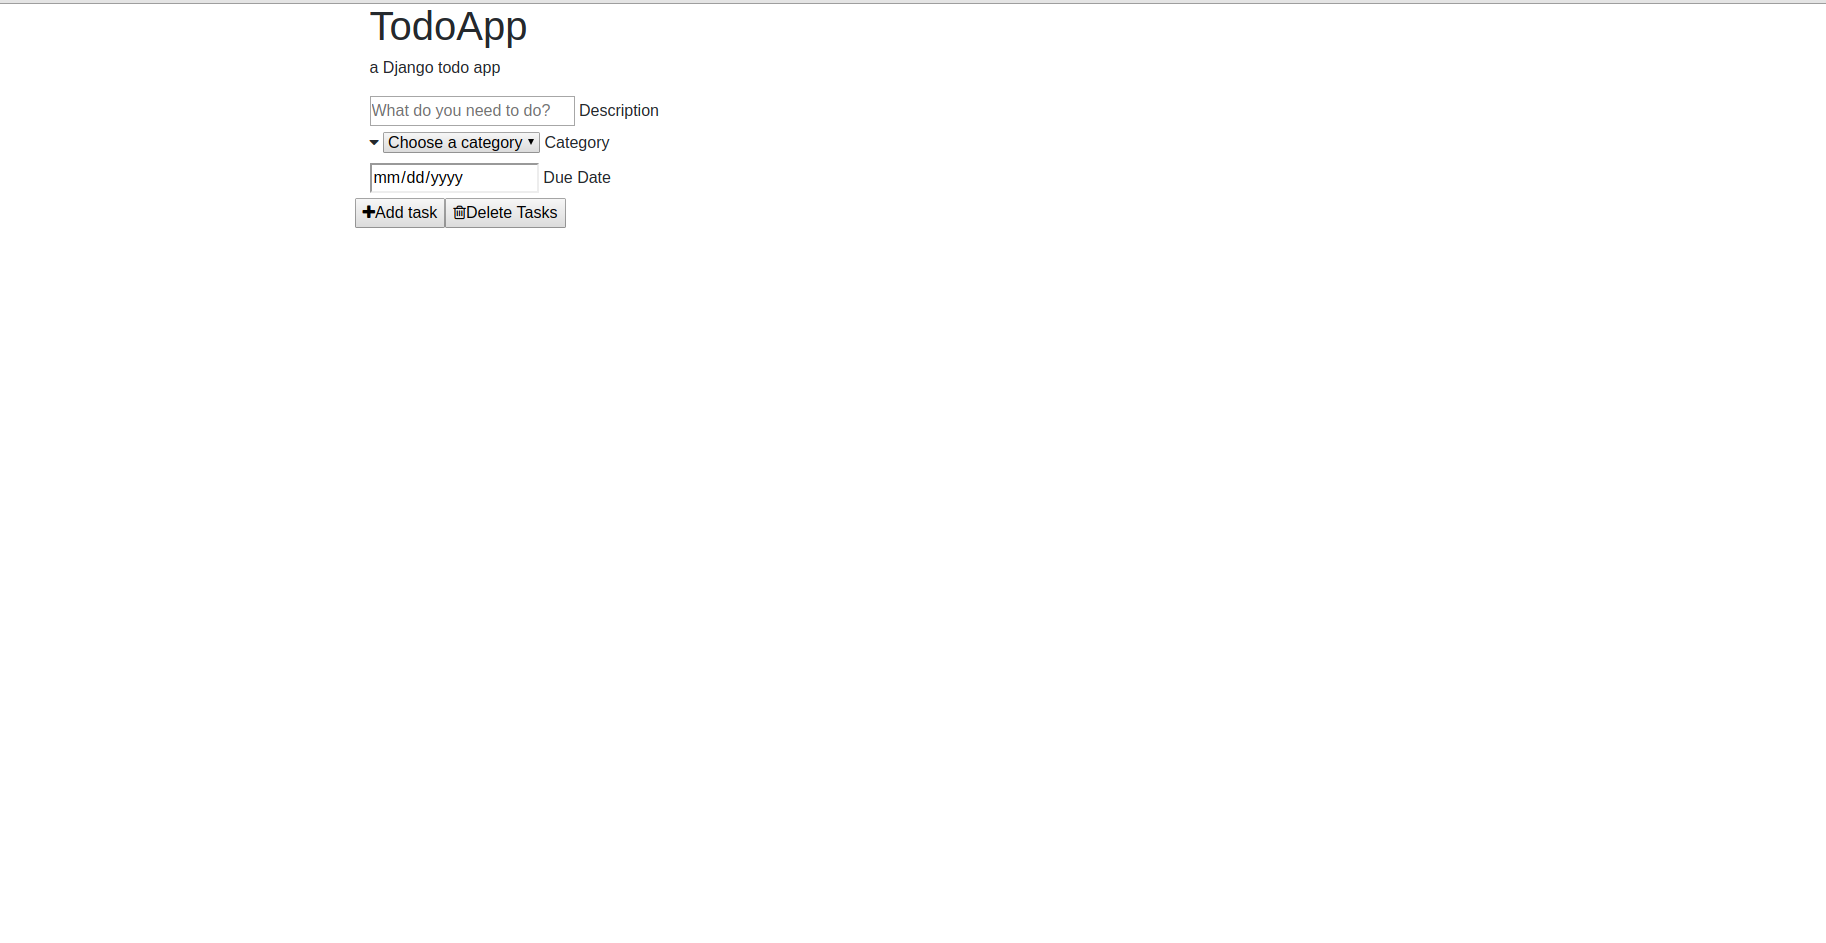 TodoApp
a Django todo app
What do you need to do? Description
Choose a category Category
mm/dd/yyyy Due Date
Add task Delete Tasks